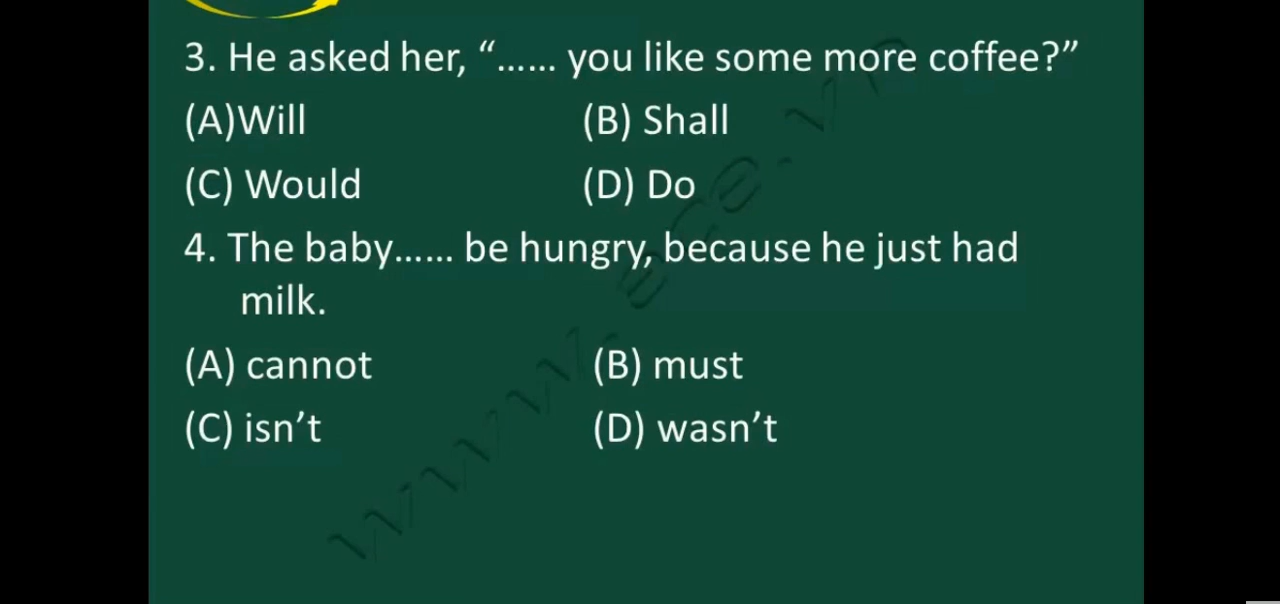 3. He asked her, “...... you like some more coffee?”
(A)Will (B) Shall
(C) Would (D) Do
4. The baby...... be hungry, because he just had
milk.
(A) cannot (B) must
(C) isn’t (D) wasn’t